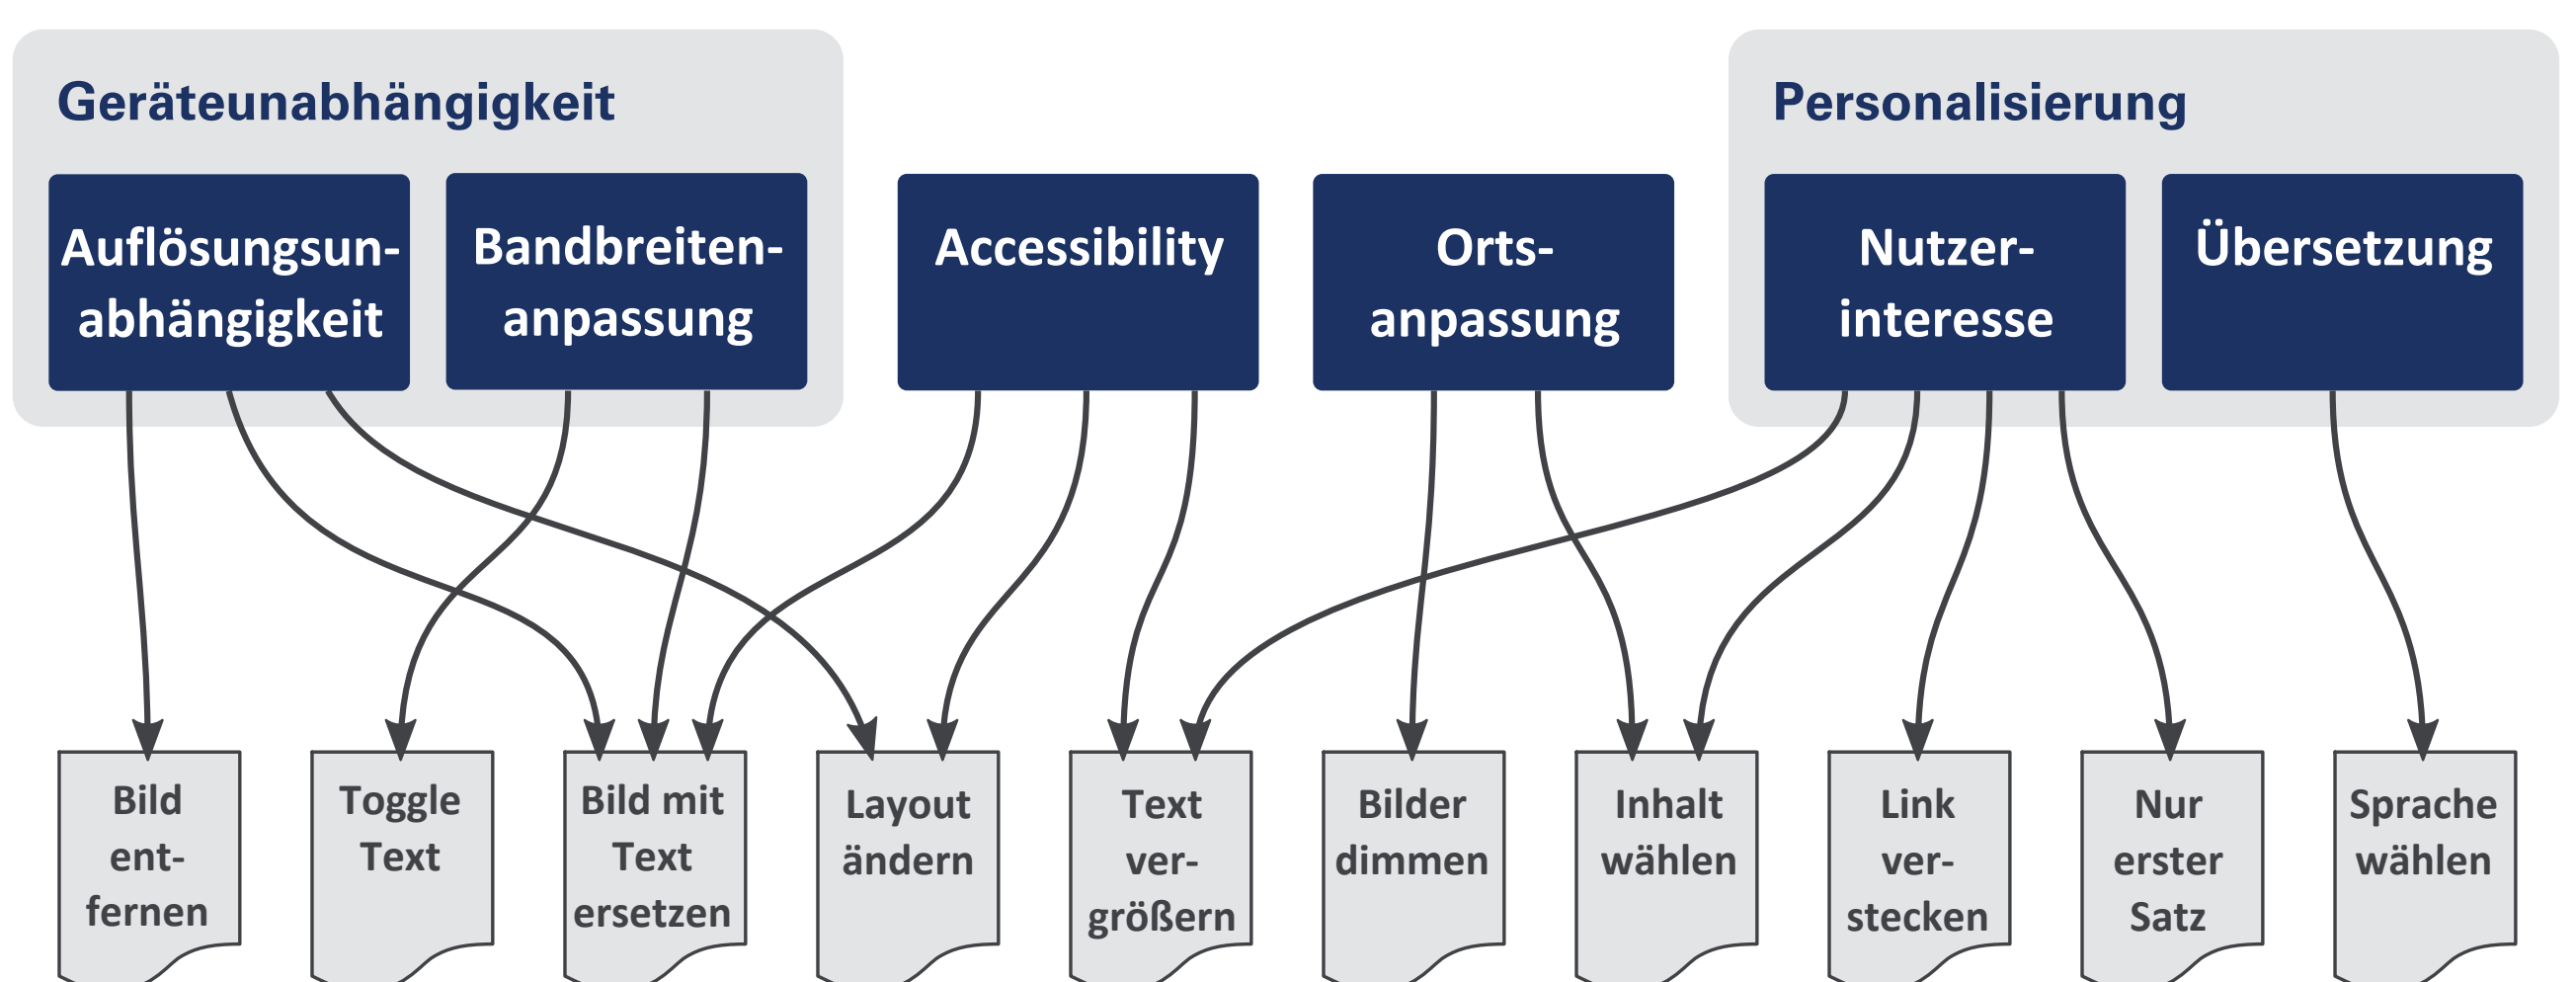 Geräteunabhängigkeit
Personalisierung
Auflösungsun-
abhängigkeit
Bandbreiten-
anpassung
Accessibility
Orts-
anpassung
Nutzer-
interesse
Übersetzung
Bild
ent-
fernen
Toggle
Text
Bild mit
Text
ersetzen
Layout
ändern
Text
ver-
größern
Bilder
dimmen
Inhalt
wählen
Link
ver-
stecken
Nur
erster
Satz
Sprache
wählen